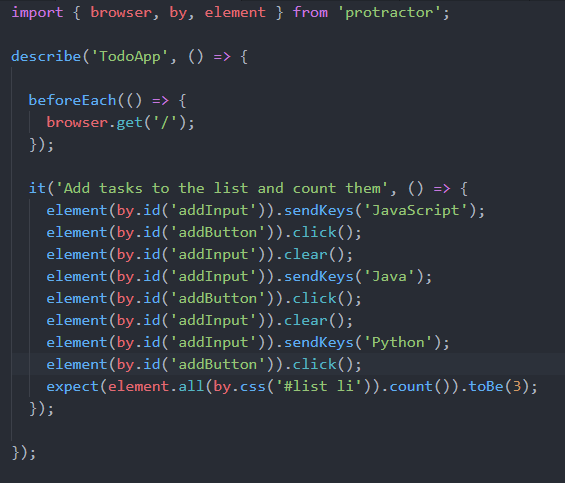 import { browser, by, element } from 'protractor';
describe('TodoApp', () => {
beforeEach(() => {
browser.get('/');
});
it('Add tasks to the list and count them', () => {
element(by.id('addInput')).sendKeys('JavaScript');
element(by.id('addButton')).click();
element(by.id('addInput')).clear();
element(by.id('addInput')).sendKeys('Java');
element(by.id('addButton')).click();
element(by.id('addInput')).clear();
element(by.id('addInput')).sendKeys('Python');
element(by.id('addButton')).click();
expect(element.all(by.css('#list li')).count()).toBe(3);
});
});